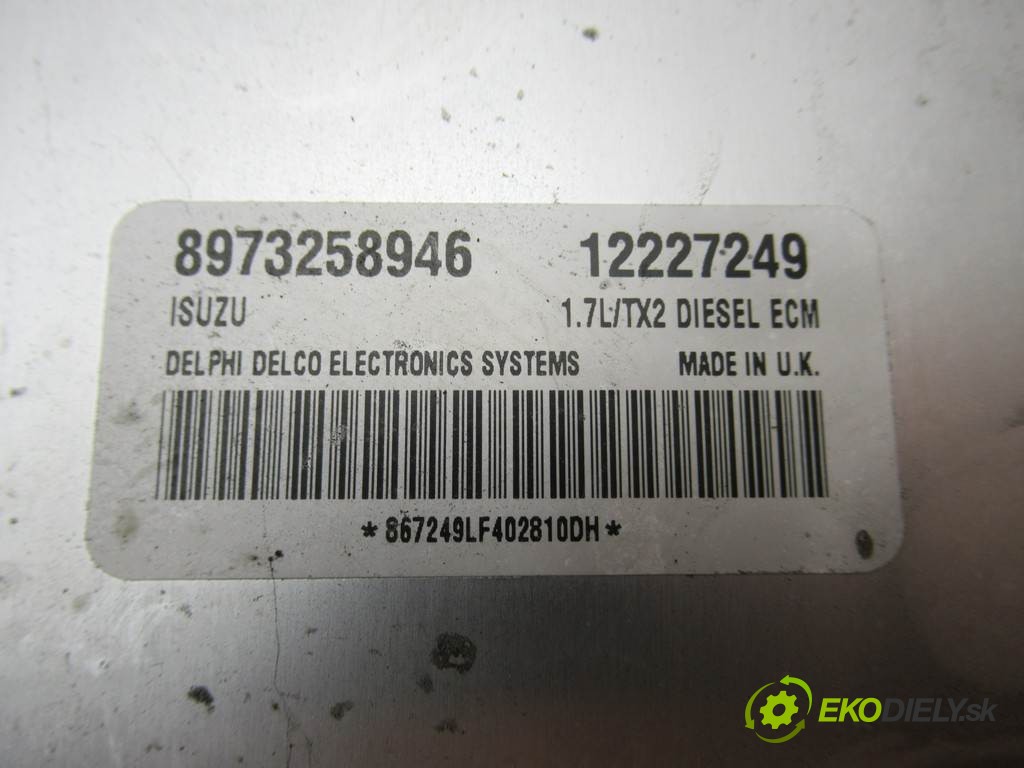 8973258946 12227249
ISUZU 1.7L/TX2 DIESEL ECM
DELPHI DELCO ELECTRONICS SYSTEMS MADE IN U.K.
*867249LF402810DH*
EKODIELY.sk